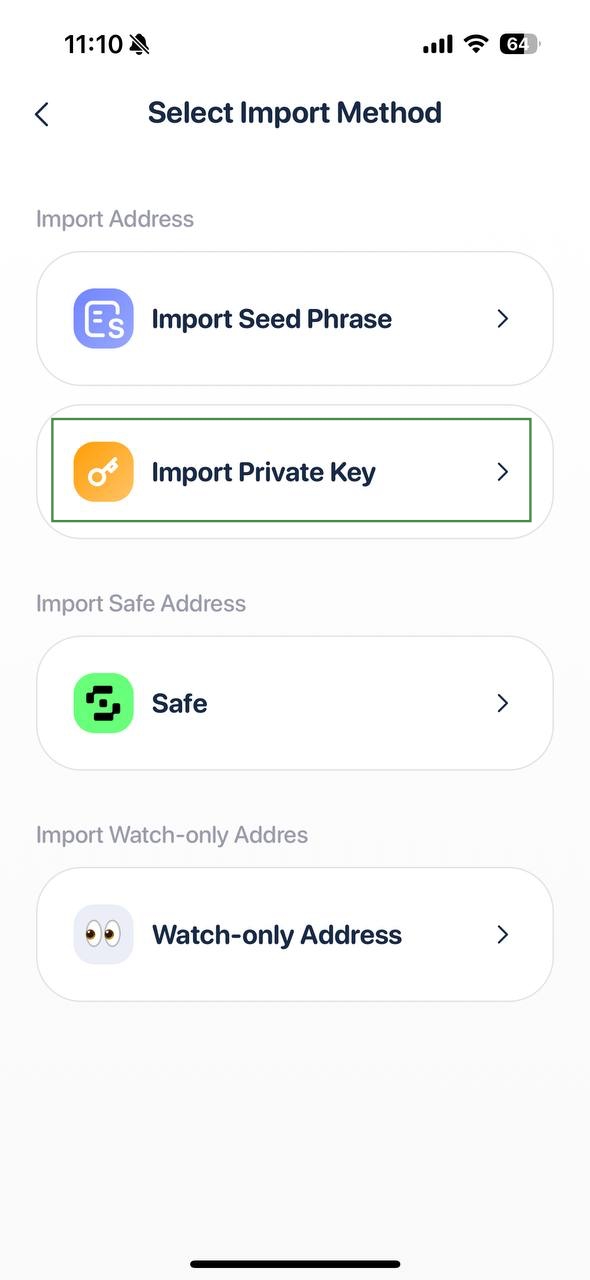 11:10
64
Select Import Method
Import Address
Import Seed Phrase
Import Private Key
Import Safe Address
Safe
Import Watch-only Addres
Watch-only Address